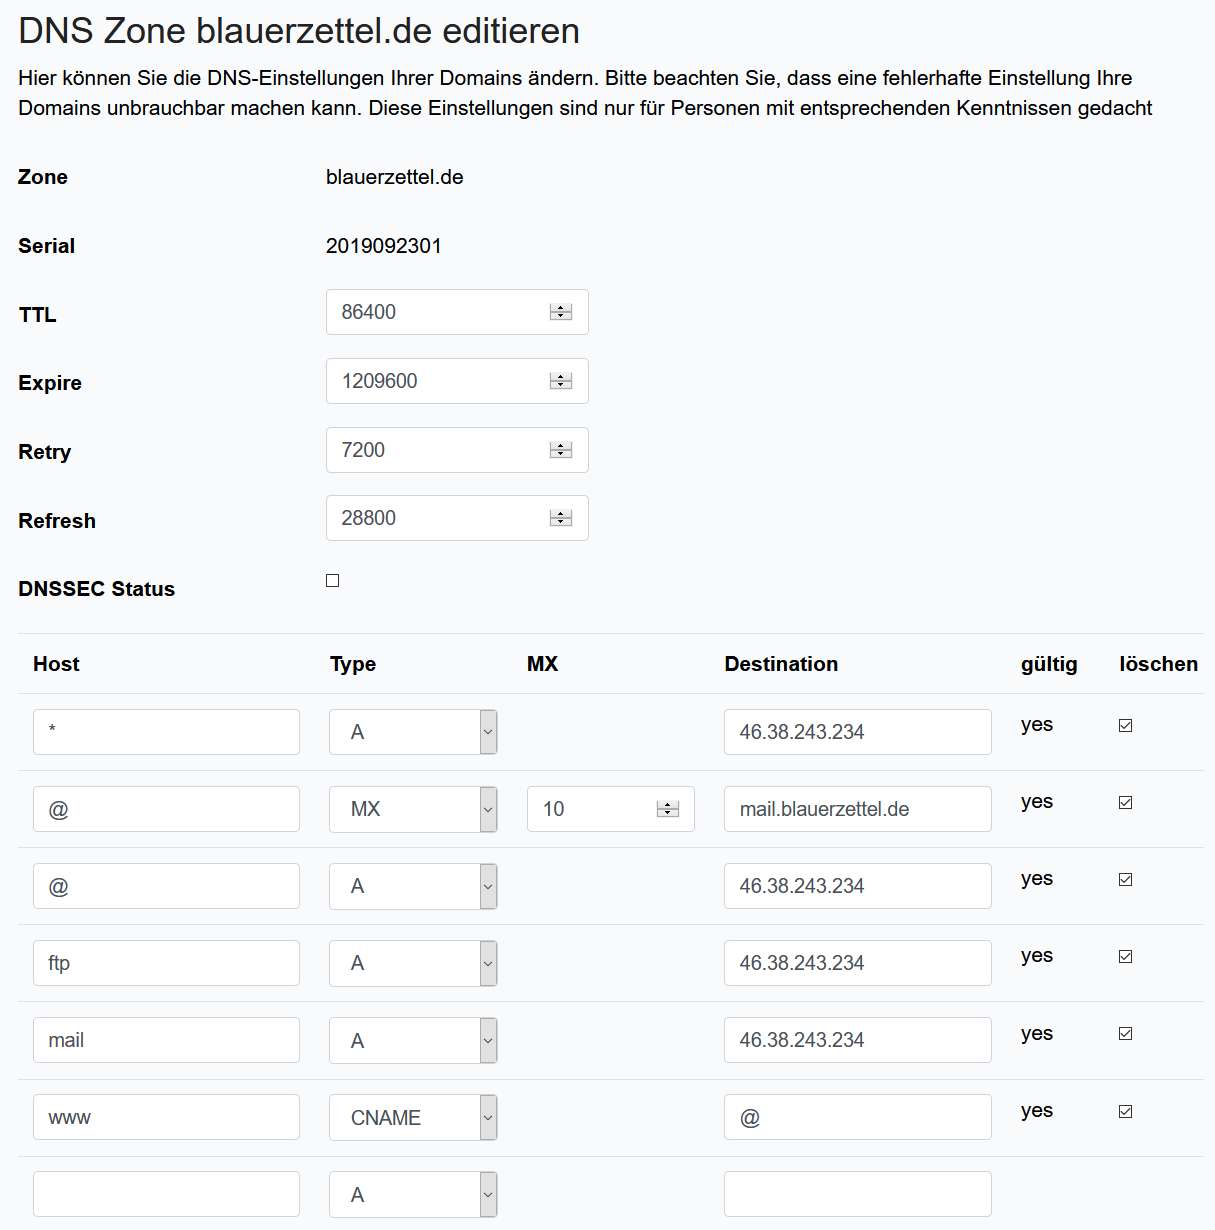 DNS Zone blauerzettel.de editieren
Hier können Sie die DNS-Einstellungen Ihrer Domains ändern. Bitte beachten Sie, dass eine fehlerhafte Einstellung Ihre
Domains unbrauchbar machen kann. Diese Einstellungen sind nur für Personen mit entsprechenden Kenntnissen gedacht
Zone blauerzettel.de
Serial 2019092301
TTL 86400
Expire 1209600
Retry 7200
Refresh 28800
DNSSEC Status
Host Type MX Destination gültig löschen
* A 46.38.243.234 yes
@ MX 10 mail.blauerzettel.de yes
@ A 46.38.243.234 yes
ftp A 46.38.243.234 yes
mail A 46.38.243.234 yes
www CNAME @ yes
A